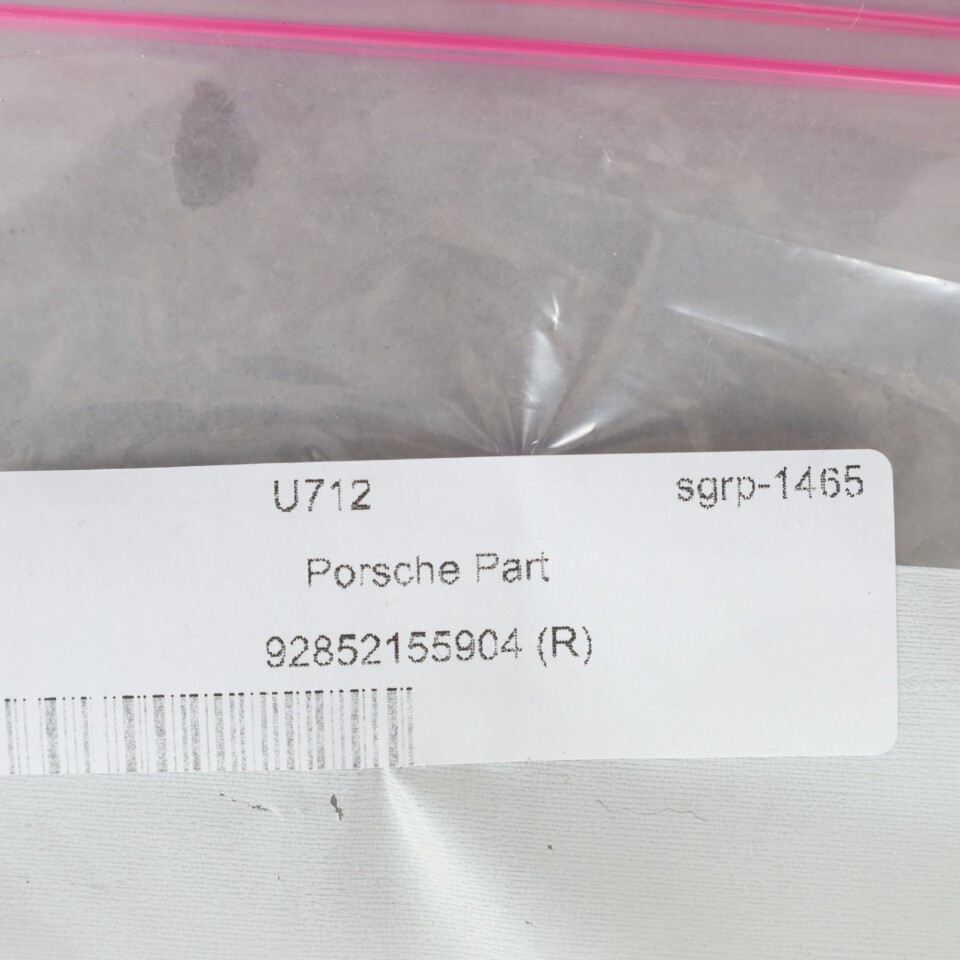 U712 sgrp-1465
Porsche Part
92852155904 (R)